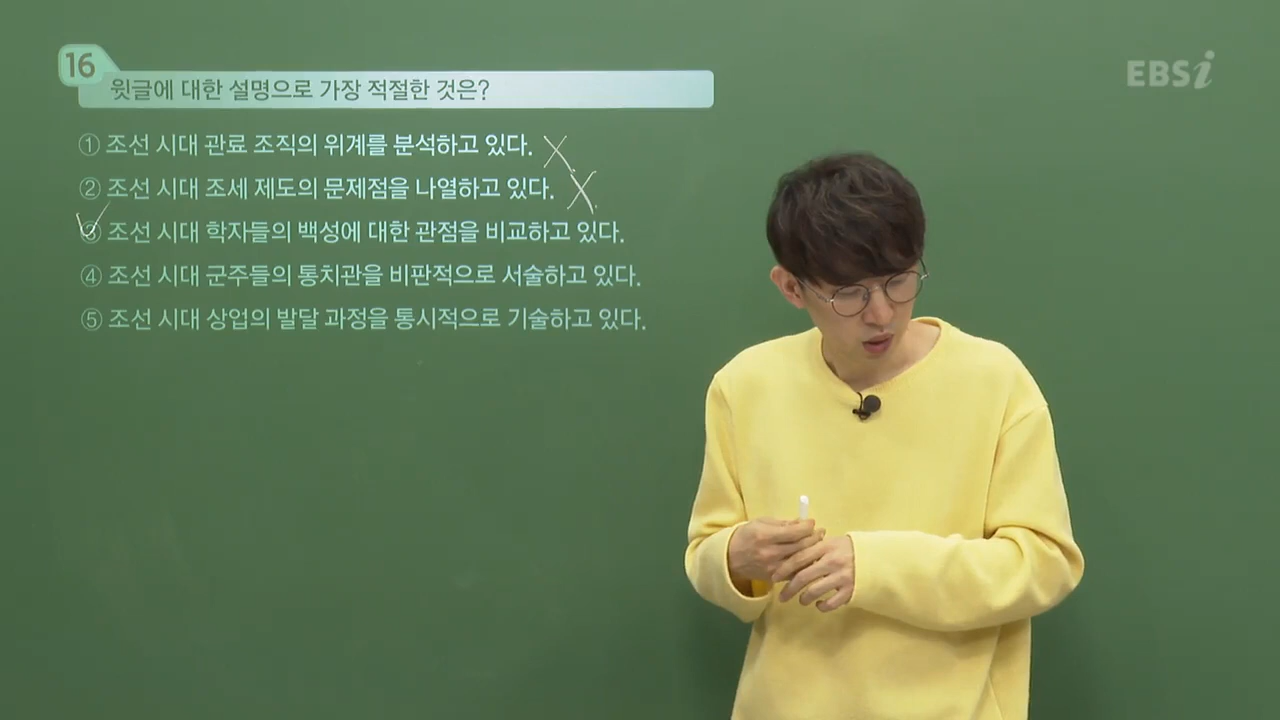 16
윗글에 대한 설명으로 가장 적절한 것은?
EBSi
① 조선 시대 관료 조직의 위계를 분석하고 있다.
② 조선 시대 조세 제도의 문제점을 나열하고 있다.
③ 조선 시대 학자들의 백성에 대한 관점을 비교하고 있다.
④ 조선 시대 군주들의 통치관을 비판적으로 서술하고 있다.
⑤ 조선 시대 상업의 발달 과정을 통시적으로 기술하고 있다.